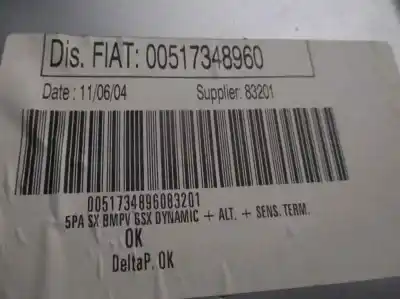 Dis. FIAT: 00517348960
Date : 11/06/04 Supplier: 83201
0051734896083201
5PA SX BMPV BSX DYNAMIC + ALT. + SENS. TERM.
OK
DeltaP. OK